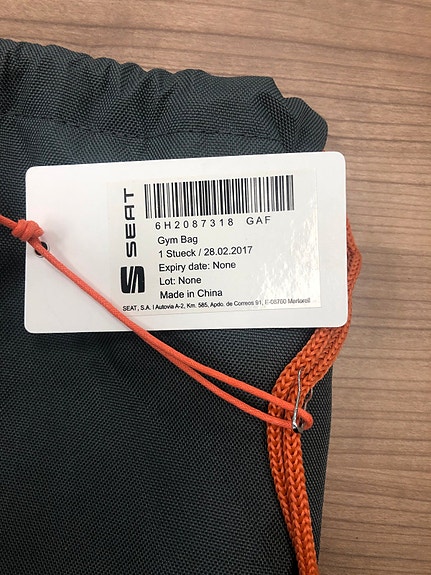 SEAT
6H2087318 GAF
Gym Bag
1 Stueck / 28.02.2017
Expiry date: None
Lot: None
Made in China
SEAT, S.A. I Autovia A-2, Km. 585, Apdo. de Correos 91, E-08760 Martorell